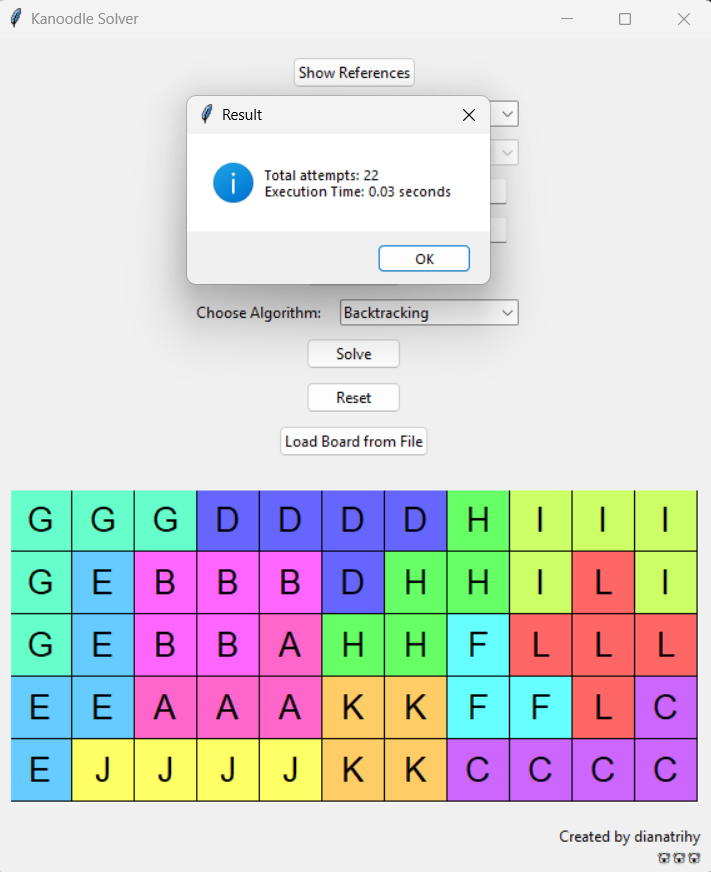 Kanoodle Solver
Show References
Result
Total attempts: 22
Execution Time: 0.03 seconds
OK
Choose Algorithm: Backtracking
Solve
Reset
Load Board from File
G G G D D D D H I I I
G E B B B D H H I L I
G E B B A H H F L L L
E E A A A K K F F L C
E J J J J K K C C C C
Created by dianatrihy